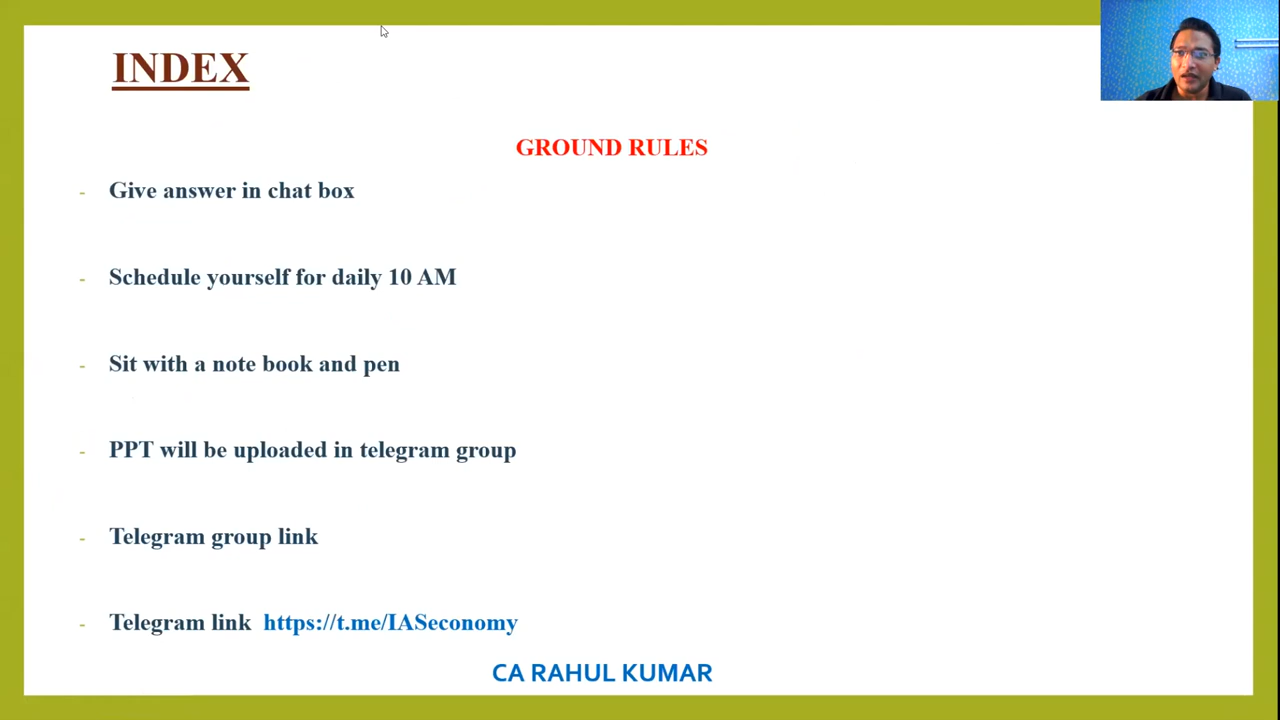 INDEX
GROUND RULES
- Give answer in chat box
- Schedule yourself for daily 10 AM
- Sit with a note book and pen
- PPT will be uploaded in telegram group
- Telegram group link
- Telegram link https://t.me/IASeconomy
CA RAHUL KUMAR